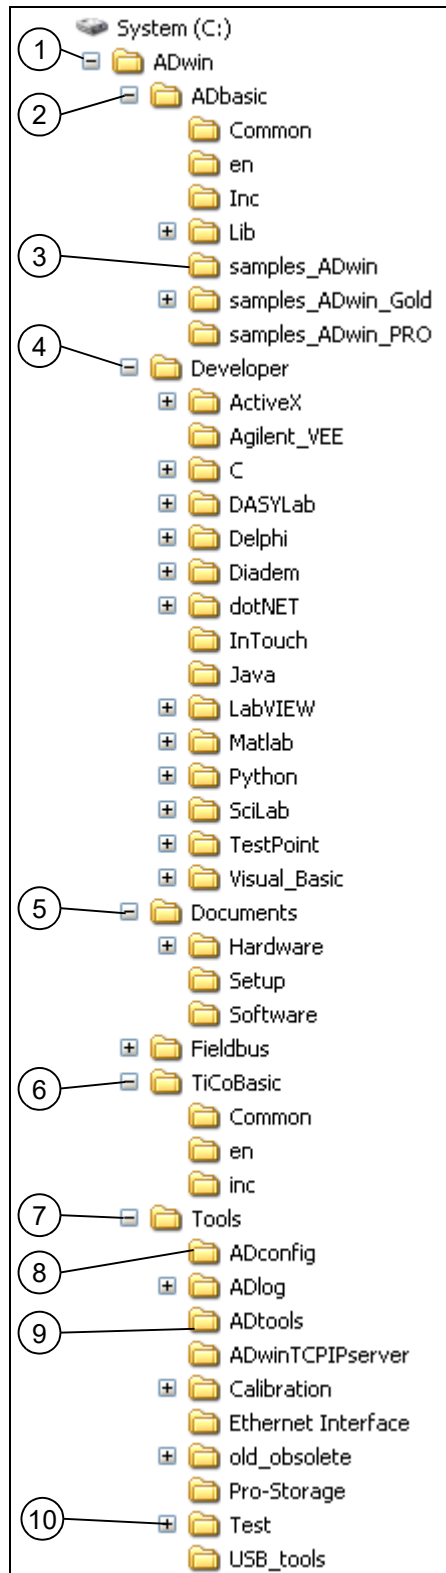 System (C:)
1 ADwin
2 ADbasic
Common
en
Inc
Lib
3 samples_ADwin
samples_ADwin_Gold
samples_ADwin_PRO
4 Developer
ActiveX
Agilent_VEE
C
DASYLab
Delphi
Diadem
dotNET
InTouch
Java
LabVIEW
Matlab
Python
SciLab
TestPoint
Visual_Basic
5 Documents
Hardware
Setup
Software
Fieldbus
6 TiCoBasic
Common
en
inc
7 Tools
8 ADconfig
ADlog
9 ADtools
ADwinTCPIPserver
Calibration
Ethernet Interface
old_obsolete
Pro-Storage
10 Test
USB_tools